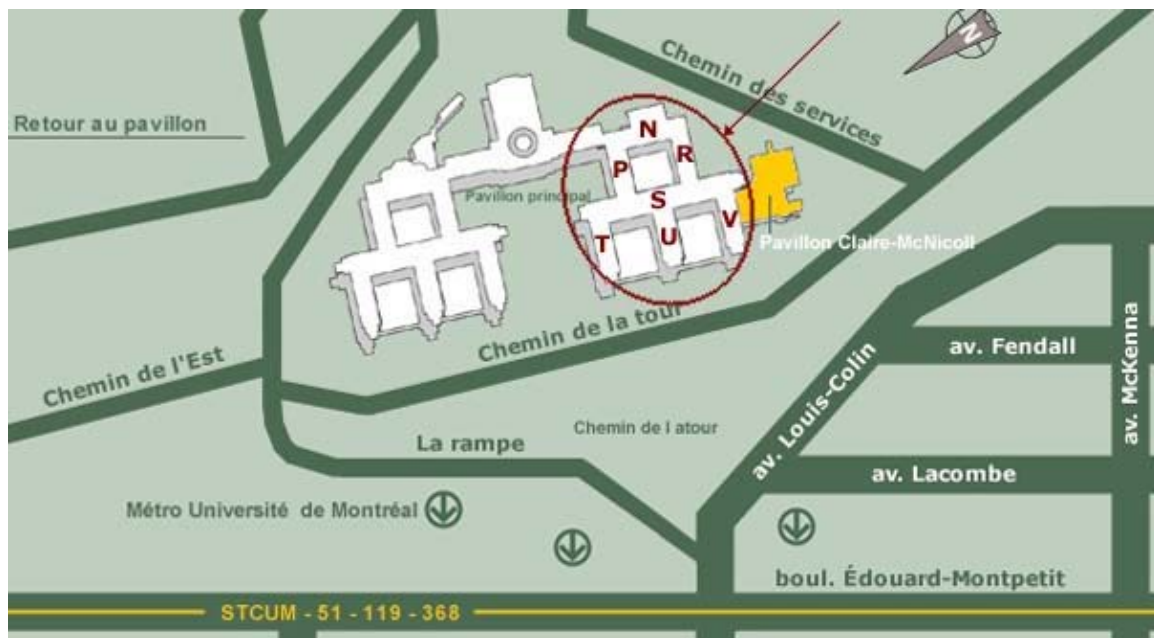 N
Chemin des services
Retour au pavillon
N
R
P
Pavillon principal
S
V
T
U
Pavillon Claire-McNicoll
Chemin de la tour
Chemin de l'Est
av. Fendall
av. McKenna
av. Louis-Colin
Chemin de l atour
La rampe
av. Lacombe
Métro Université de Montréal
boul. Édouard-Montpetit
STCUM - 51 - 119 - 368